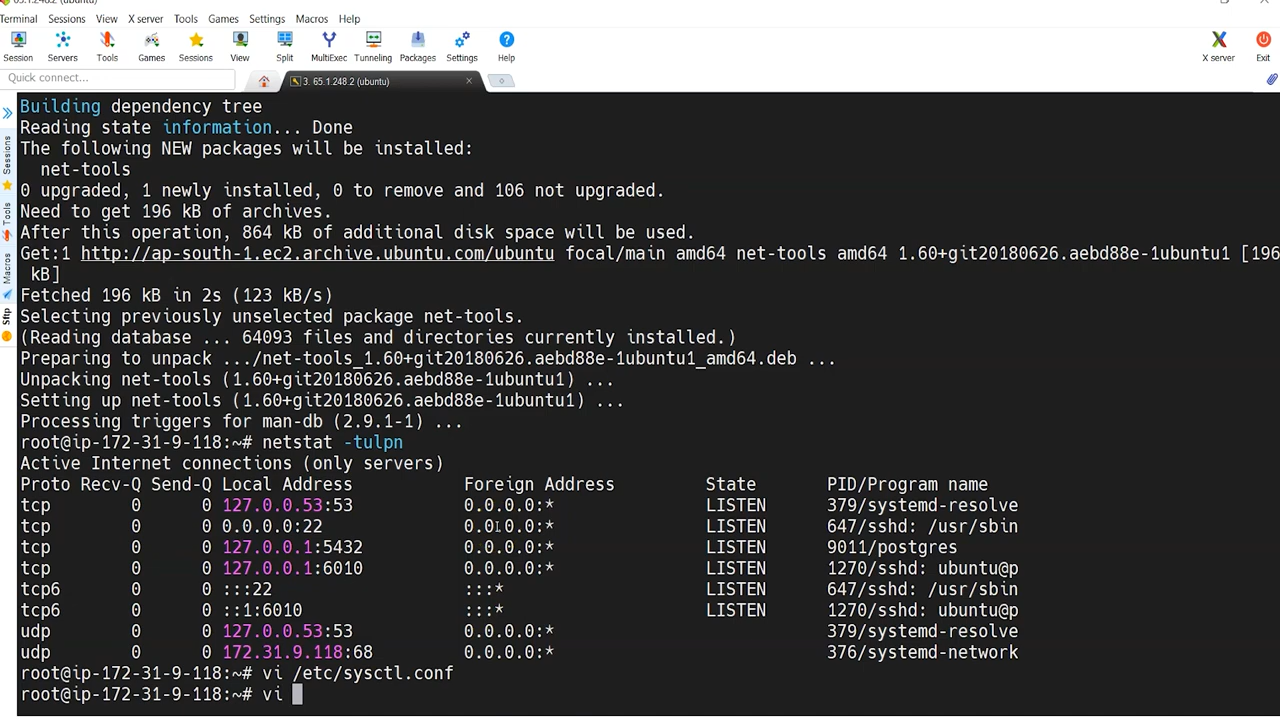 65.1.248.2 (ubuntu)
Terminal Sessions View X server Tools Games Settings Macros Help
Session Servers Tools Games Sessions View Split MultiExec Tunneling Packages Settings Help X server Exit
Quick connect... 3. 65.1.248.2 (ubuntu)
Sessions
Tools
Macros
Sftp
Building dependency tree
Reading state information... Done
The following NEW packages will be installed:
net-tools
0 upgraded, 1 newly installed, 0 to remove and 106 not upgraded.
Need to get 196 kB of archives.
After this operation, 864 kB of additional disk space will be used.
Get:1 http://ap-south-1.ec2.archive.ubuntu.com/ubuntu focal/main amd64 net-tools amd64 1.60+git20180626.aebd88e-1ubuntu1 [196
kB]
Fetched 196 kB in 2s (123 kB/s)
Selecting previously unselected package net-tools.
(Reading database ... 64093 files and directories currently installed.)
Preparing to unpack .../net-tools_1.60+git20180626.aebd88e-1ubuntu1_amd64.deb ...
Unpacking net-tools (1.60+git20180626.aebd88e-1ubuntu1) ...
Setting up net-tools (1.60+git20180626.aebd88e-1ubuntu1) ...
Processing triggers for man-db (2.9.1-1) ...
root@ip-172-31-9-118:~# netstat -tulpn
Active Internet connections (only servers)
Proto Recv-Q Send-Q Local Address Foreign Address State PID/Program name
tcp 0 0 127.0.0.53:53 0.0.0.0:* LISTEN 379/systemd-resolve
tcp 0 0 0.0.0.0:22 0.0.0.0:* LISTEN 647/sshd: /usr/sbin
tcp 0 0 127.0.0.1:5432 0.0.0.0:* LISTEN 9011/postgres
tcp 0 0 127.0.0.1:6010 0.0.0.0:* LISTEN 1270/sshd: ubuntu@p
tcp6 0 0 :::22 :::* LISTEN 647/sshd: /usr/sbin
tcp6 0 0 ::1:6010 :::* LISTEN 1270/sshd: ubuntu@p
udp 0 0 127.0.0.53:53 0.0.0.0:* 379/systemd-resolve
udp 0 0 172.31.9.118:68 0.0.0.0:* 376/systemd-network
root@ip-172-31-9-118:~# vi /etc/sysctl.conf
root@ip-172-31-9-118:~# vi